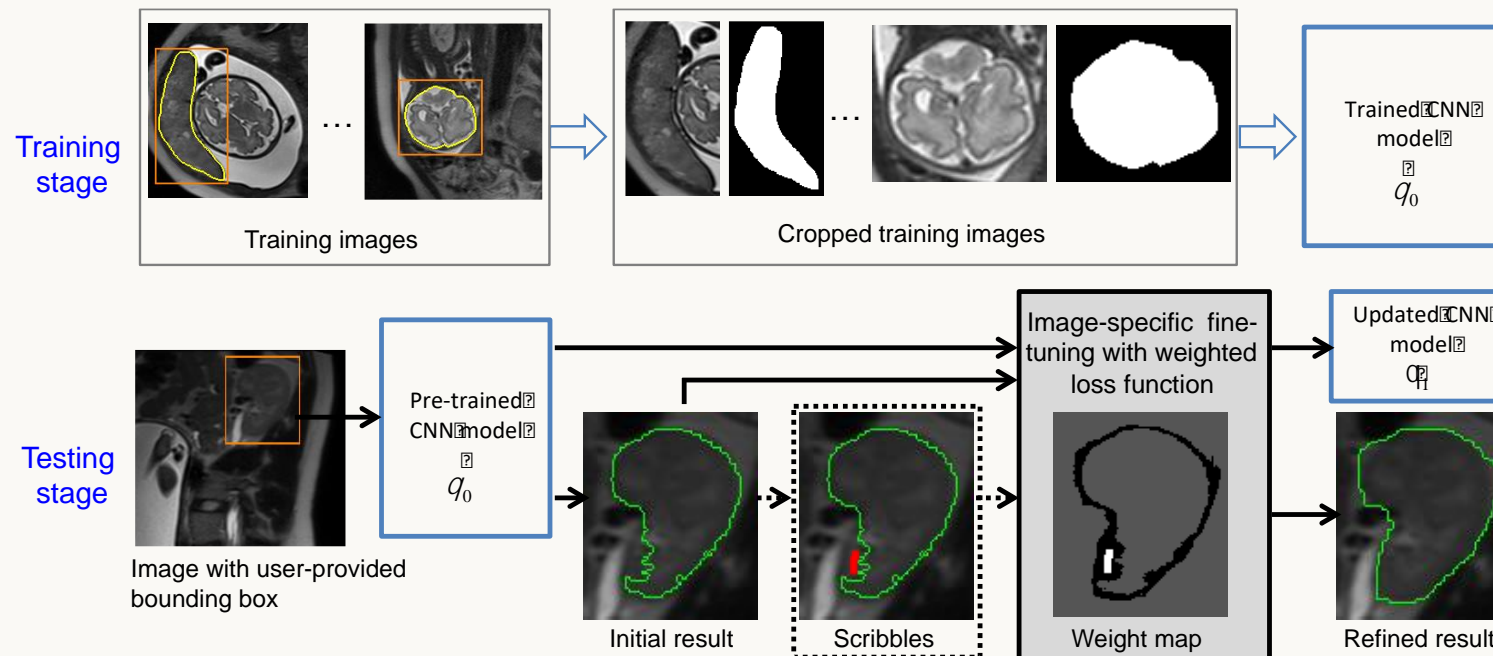 Training
stage
...
Training images
...
Cropped training images
Trained CNN
model
q₀
Testing
stage
Image with user-provided
bounding box
Pre-trained
CNN model
q₀
Initial result
Scribbles
Image-specific fine-
tuning with weighted
loss function
Weight map
Updated CNN
model
Refined result